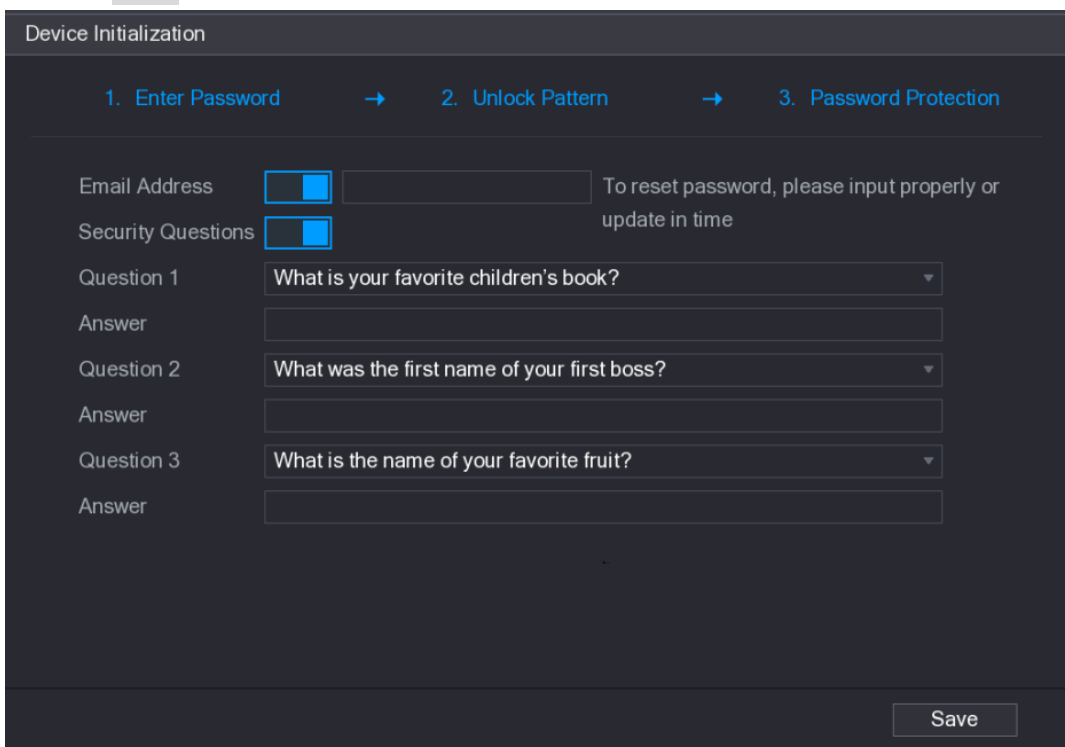 Device Initialization
1. Enter Password → 2. Unlock Pattern → 3. Password Protection
Email Address To reset password, please input properly or
update in time
Security Questions
Question 1 What is your favorite children’s book?
Answer
Question 2 What was the first name of your first boss?
Answer
Question 3 What is the name of your favorite fruit?
Answer
Save